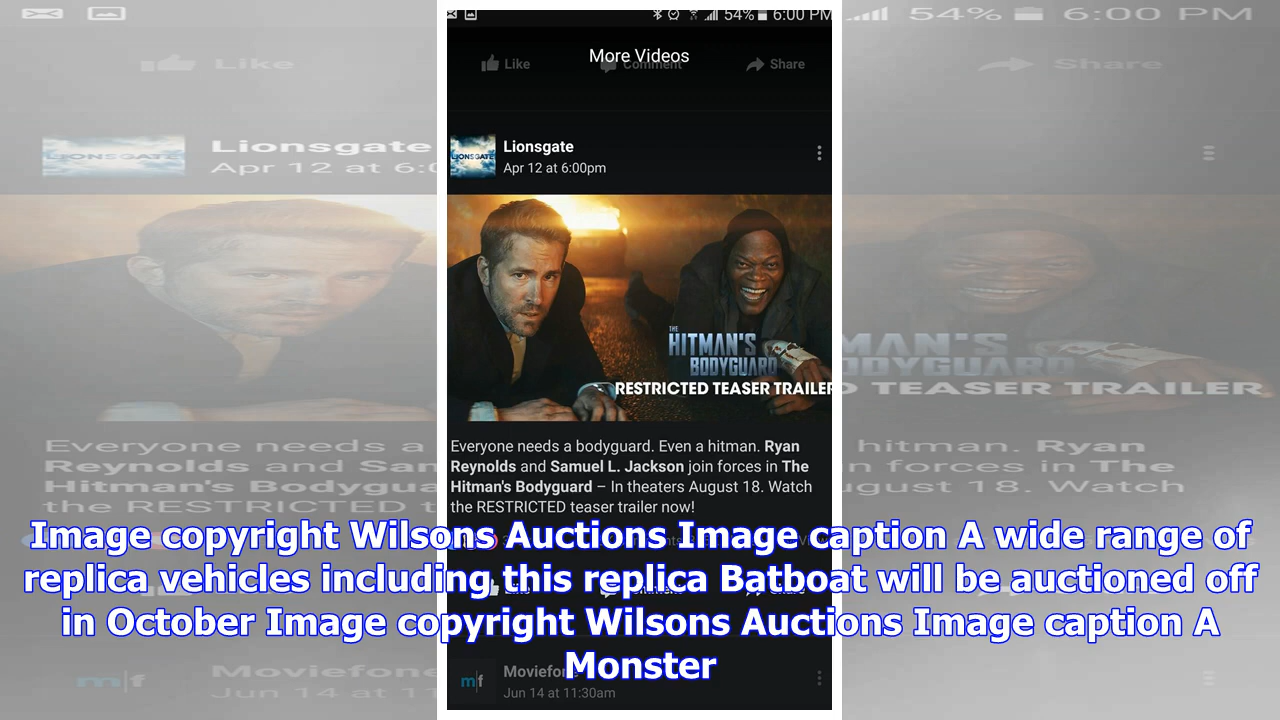 54% 6:00 PM
More Videos
Like Comment Share
Lionsgate
Apr 12 at 6:00pm
LIONSGATE
THE
HITMAN'S
BODYGUARD
RESTRICTED TEASER TRAILER
Everyone needs a bodyguard. Even a hitman. Ryan
Reynolds and Samuel L. Jackson join forces in The
Hitman's Bodyguard – In theaters August 18. Watch
the RESTRICTED teaser trailer now!
Image copyright Wilsons Auctions Image caption A wide range of
replica vehicles including this replica Batboat will be auctioned off
in October Image copyright Wilsons Auctions Image caption A
Monster
Moviefone
mf
Jun 14 at 11:30am